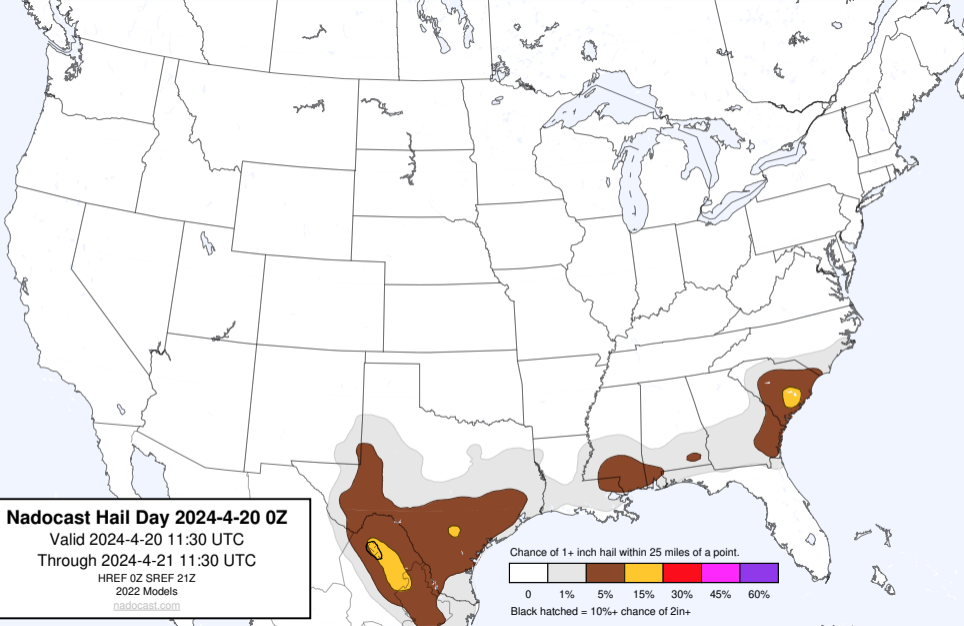 Nadocast Hail Day 2024-4-20 0Z
Valid 2024-4-20 11:30 UTC
Through 2024-4-21 11:30 UTC
HREF 0Z SREF 21Z
2022 Models
nadocast.com
Chance of 1+ inch hail within 25 miles of a point.
0 1% 5% 15% 30% 45% 60%
Black hatched = 10%+ chance of 2in+